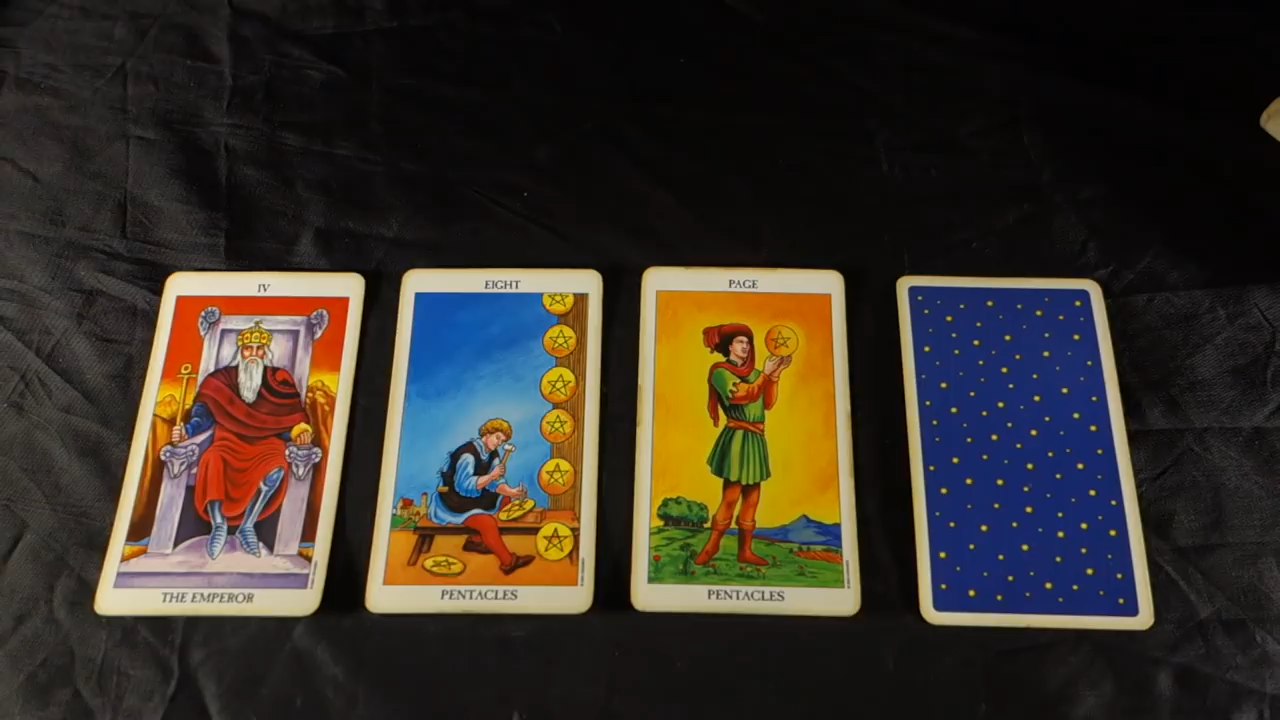 IV
THE EMPEROR
EIGHT
PENTACLES
PAGE
PENTACLES